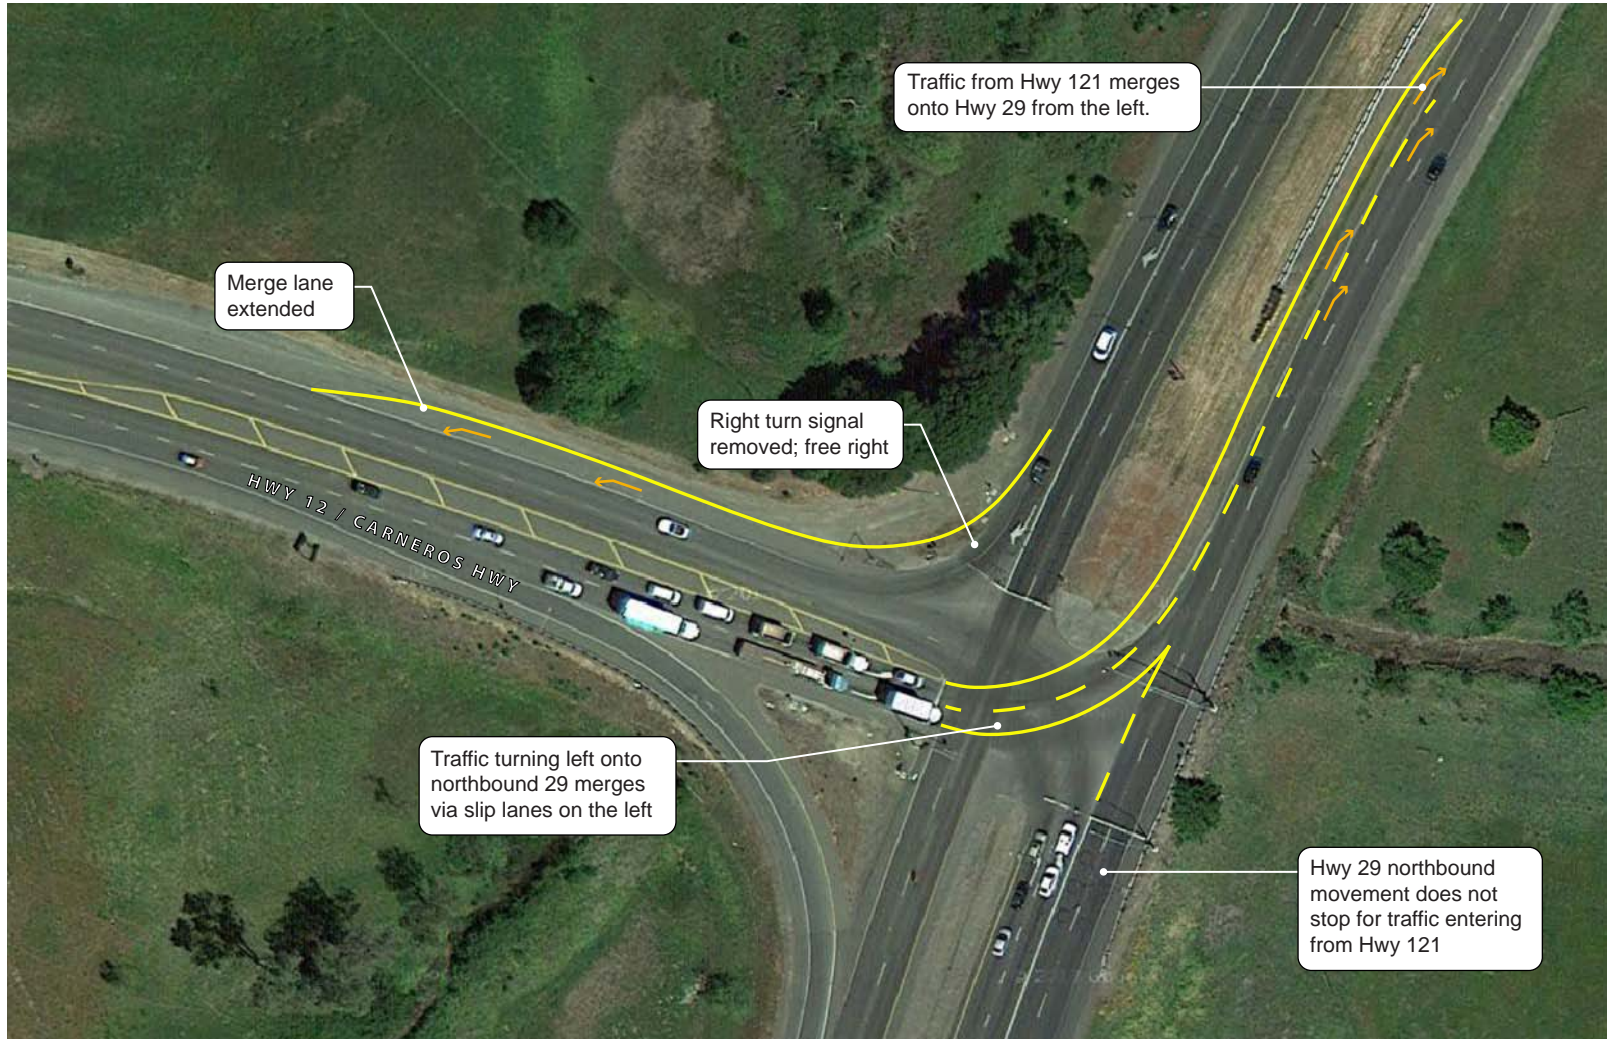 Traffic from Hwy 121 merges
onto Hwy 29 from the left.
Merge lane
extended
Right turn signal
removed; free right
HWY 12 / CARNEROS HWY
Traffic turning left onto
northbound 29 merges
via slip lanes on the left
Hwy 29 northbound
movement does not
stop for traffic entering
from Hwy 121